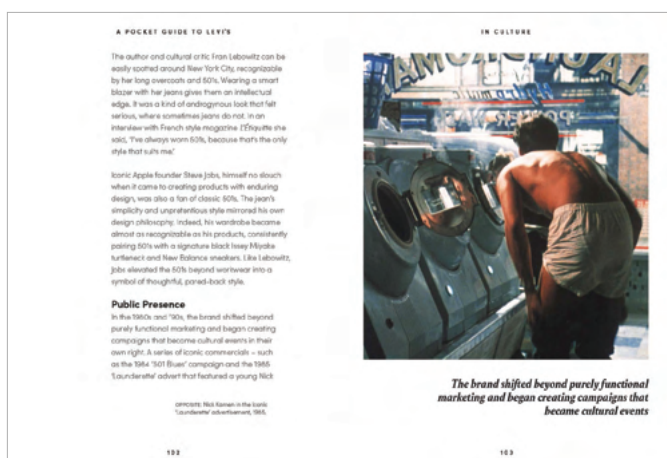 A POCKET GUIDE TO LEVI'S
The author and cultural critic Fran Lebowitz can be
easily spotted around New York City, recognizable
by her long overcoats and 501s. Wearing a smart
blazer with her jeans gives them an intellectual
edge. It was a kind of androgynous look that felt
serious, where sometimes jeans do not. In an
interview with French style magazine L'Étiquette she
said, 'I've always worn 501s, because that's the only
style that suits me.'
Iconic Apple founder Steve Jobs, himself no slouch
when it came to creating products with enduring
design, was also a fan of classic 501s. The jean's
simplicity and unpretentious style mirrored his own
design philosophy. Indeed, his wardrobe became
almost as recognizable as his products, consistently
pairing 501s with a signature black Issey Miyake
turtleneck and New Balance sneakers. Like Lebowitz,
Jobs elevated the 501s beyond workwear into a
symbol of thoughtful, pared-back style.
Public Presence
In the 1980s and '90s, the brand shifted beyond
purely functional marketing and began creating
campaigns that became cultural events in their
own right. A series of iconic commercials – such
as the 1984 '501 Blues' campaign and the 1985
'Launderette' advert that featured a young Nick
OPPOSITE: Nick Kamen in the iconic
'Launderette' advertisement, 1985.
102
IN CULTURE
The brand shifted beyond purely functional
marketing and began creating campaigns that
became cultural events
103